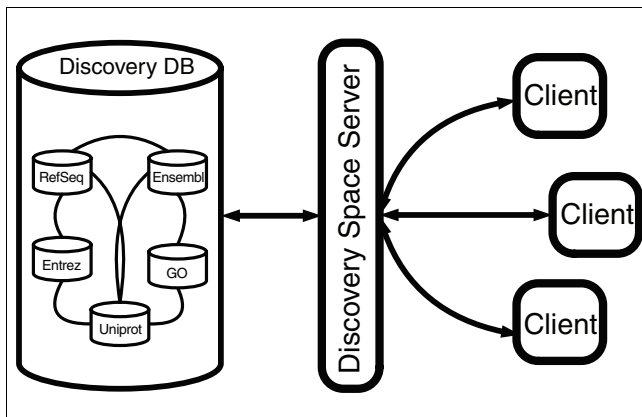 Discovery DB
RefSeq
Ensembl
Entrez
GO
Uniprot
Discovery Space Server
Client
Client
Client